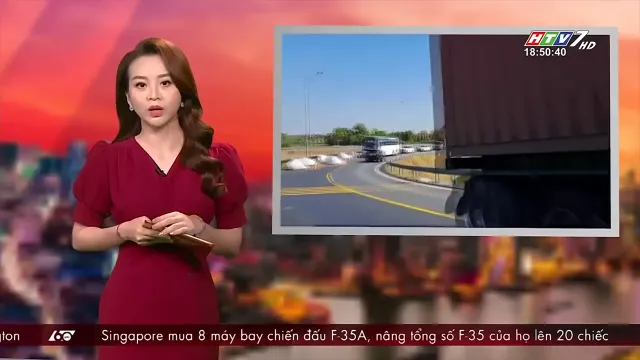 HTV7 HD
18:50:40
gton 60 Singapore mua 8 máy bay chiến đấu F-35A, nâng tổng số F-35 của họ lên 20 chiếc